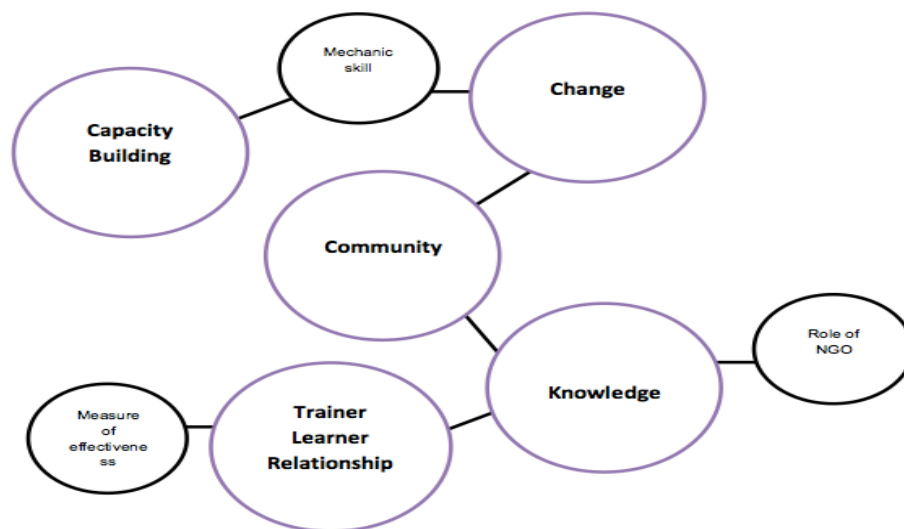 Mechanic
skill
Change
Capacity
Building
Community
Role of
NGO
Knowledge
Measure
of
effectivene
ss
Trainer
Learner
Relationship